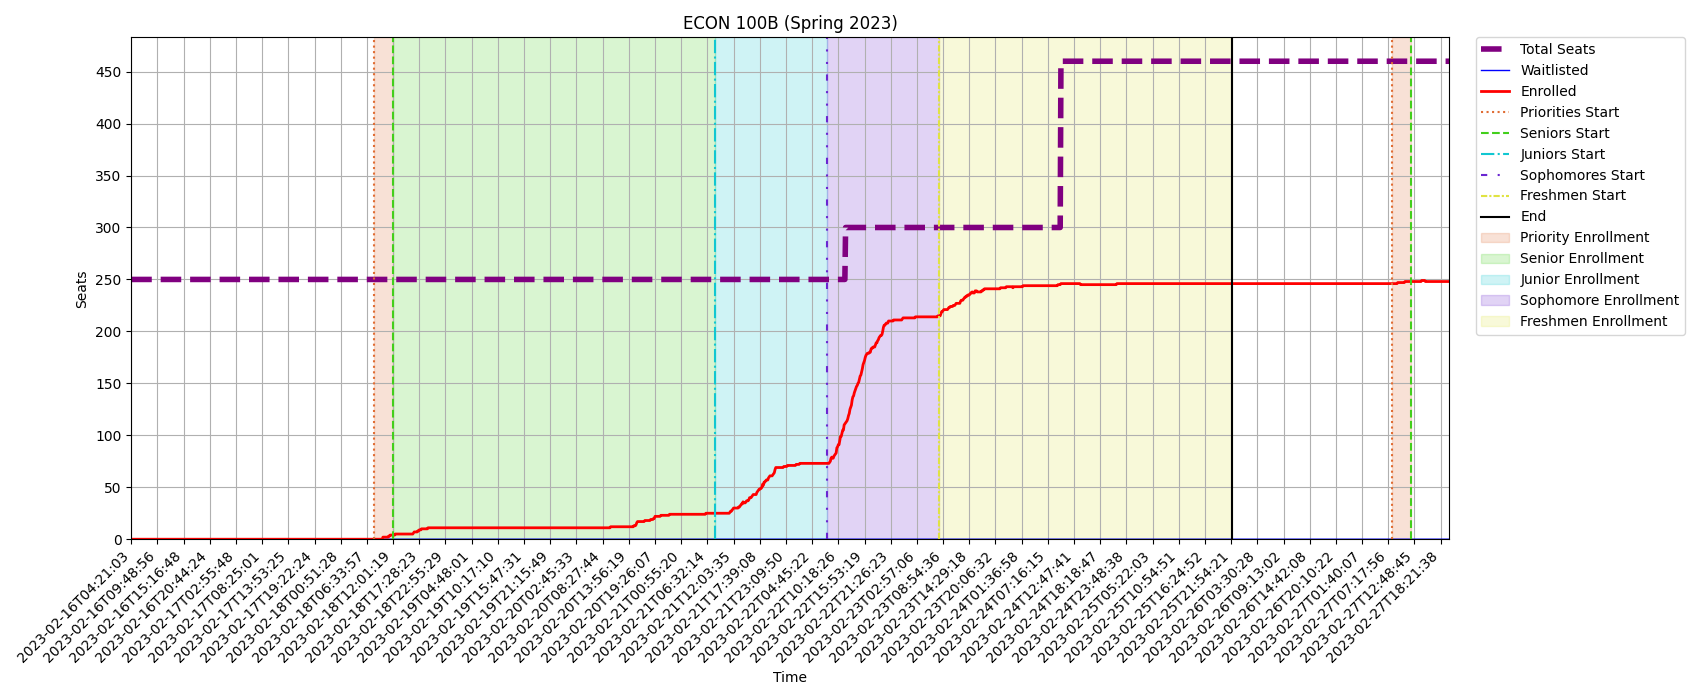 ECON 100B (Spring 2023)
Seats
450
400
350
300
250
200
150
100
50
0
2023-02-16T04:21:03
2023-02-16T09:48:56
2023-02-16T15:16:48
2023-02-16T20:44:24
2023-02-17T02:55:48
2023-02-17T08:25:01
2023-02-17T13:53:25
2023-02-17T19:22:24
2023-02-18T00:51:28
2023-02-18T06:33:57
2023-02-18T12:01:19
2023-02-18T17:28:23
2023-02-18T22:55:29
2023-02-19T04:48:01
2023-02-19T10:17:10
2023-02-19T15:47:31
2023-02-19T21:15:49
2023-02-20T02:45:33
2023-02-20T08:27:44
2023-02-20T13:56:19
2023-02-20T19:26:07
2023-02-21T00:55:20
2023-02-21T06:32:14
2023-02-21T12:03:35
2023-02-21T17:39:08
2023-02-21T23:09:50
2023-02-22T04:45:22
2023-02-22T10:18:26
2023-02-22T15:53:19
2023-02-22T21:26:23
2023-02-23T02:57:06
2023-02-23T08:54:36
2023-02-23T14:29:18
2023-02-23T20:06:32
2023-02-24T01:36:58
2023-02-24T07:16:15
2023-02-24T12:47:41
2023-02-24T18:18:47
2023-02-24T23:48:38
2023-02-25T05:22:03
2023-02-25T10:54:51
2023-02-25T16:24:52
2023-02-25T21:54:21
2023-02-26T03:30:28
2023-02-26T09:13:02
2023-02-26T14:42:08
2023-02-26T20:10:22
2023-02-27T01:40:07
2023-02-27T07:17:56
2023-02-27T12:48:45
2023-02-27T18:21:38
Time
Total Seats
Waitlisted
Enrolled
Priorities Start
Seniors Start
Juniors Start
Sophomores Start
Freshmen Start
End
Priority Enrollment
Senior Enrollment
Junior Enrollment
Sophomore Enrollment
Freshmen Enrollment